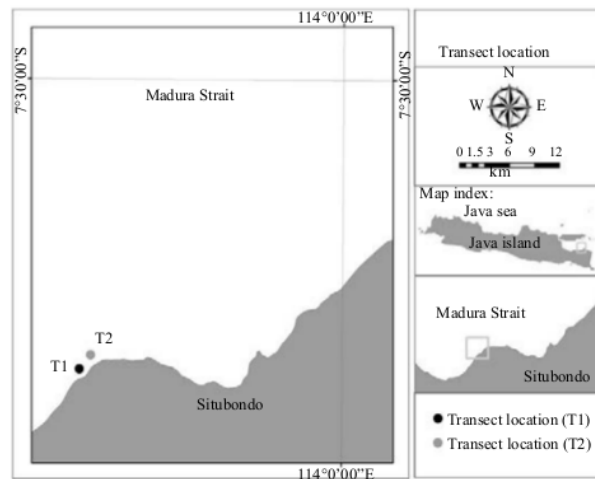 114°0'00"E
7°30'00"S
7°30'00"S
Madura Strait
T2
T1
Situbondo
114°0'00"E
Transect location
N
W E
S
0 1.5 3 6 9 12
km
Map index:
Java sea
Java island
Madura Strait
Situbondo
Transect location (T1)
Transect location (T2)